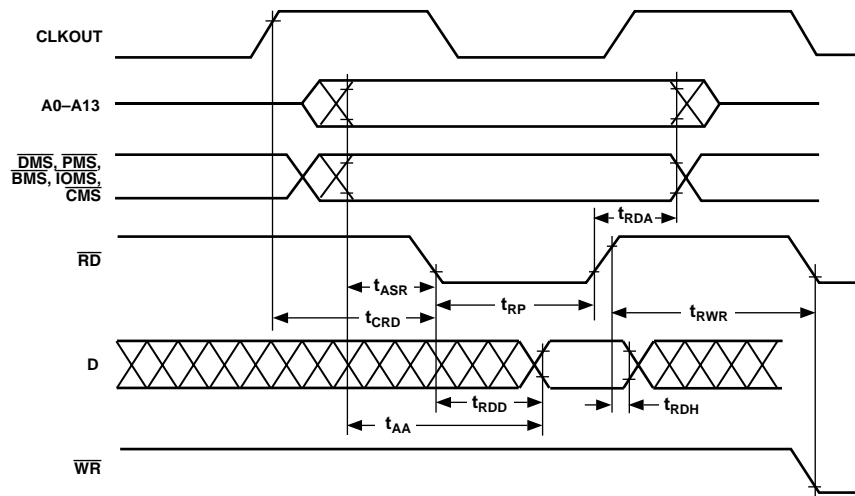 CLKOUT
A0–A13
DMS, PMS,
BMS, IOMS,
CMS
tRDA
RD
tASR
tRP
tCRD
tRWR
D
tRDD
tRDH
tAA
WR